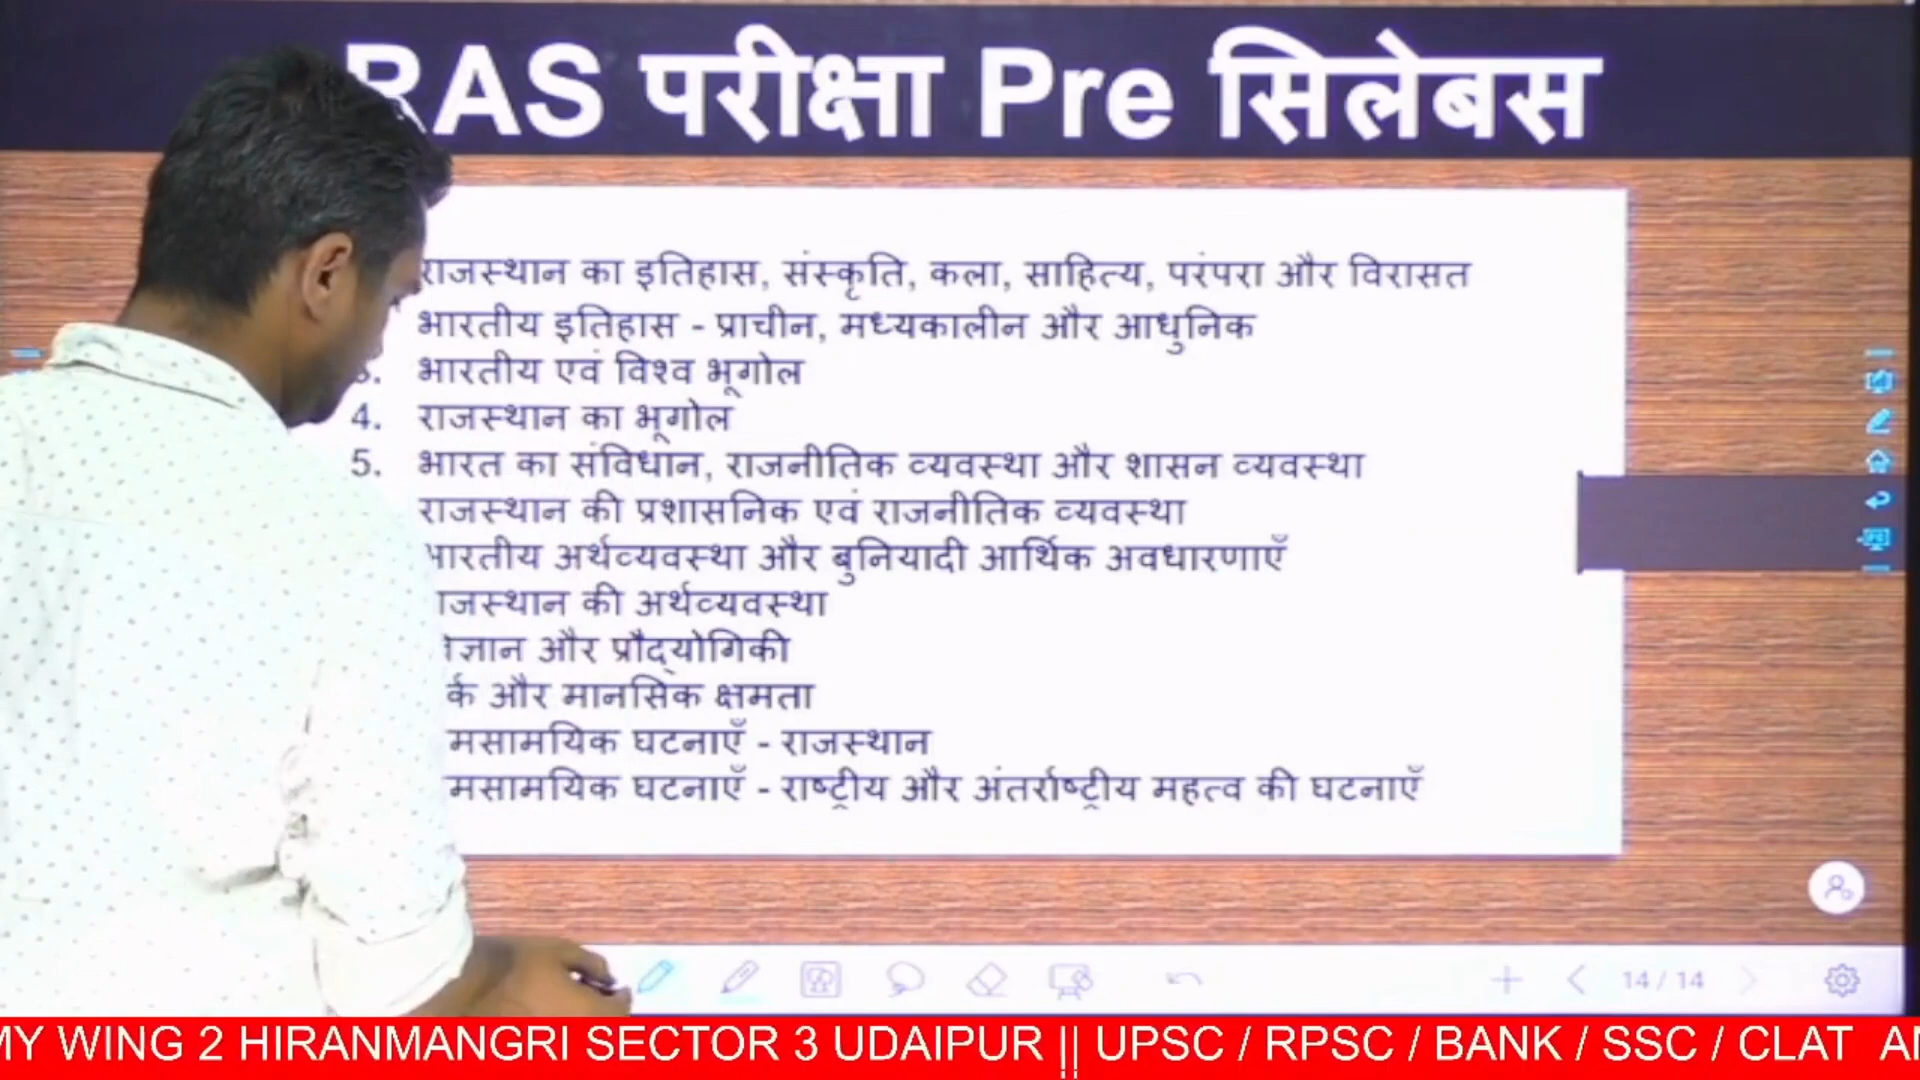 RAS परीक्षा Pre सिलेबस
राजस्थान का इतिहास, संस्कृति, कला, साहित्य, परंपरा और विरासत
भारतीय इतिहास - प्राचीन, मध्यकालीन और आधुनिक
3. भारतीय एवं विश्व भूगोल
4. राजस्थान का भूगोल
5. भारत का संविधान, राजनीतिक व्यवस्था और शासन व्यवस्था
राजस्थान की प्रशासनिक एवं राजनीतिक व्यवस्था
भारतीय अर्थव्यवस्था और बुनियादी आर्थिक अवधारणाएँ
राजस्थान की अर्थव्यवस्था
विज्ञान और प्रौद्योगिकी
और मानसिक क्षमता
मसामयिक घटनाएँ - राजस्थान
मसामयिक घटनाएँ - राष्ट्रीय और अंतर्राष्ट्रीय महत्व की घटनाएँ
14 / 14
MY WING 2 HIRANMANGRI SECTOR 3 UDAIPUR || UPSC / RPSC / BANK / SSC / CLAT